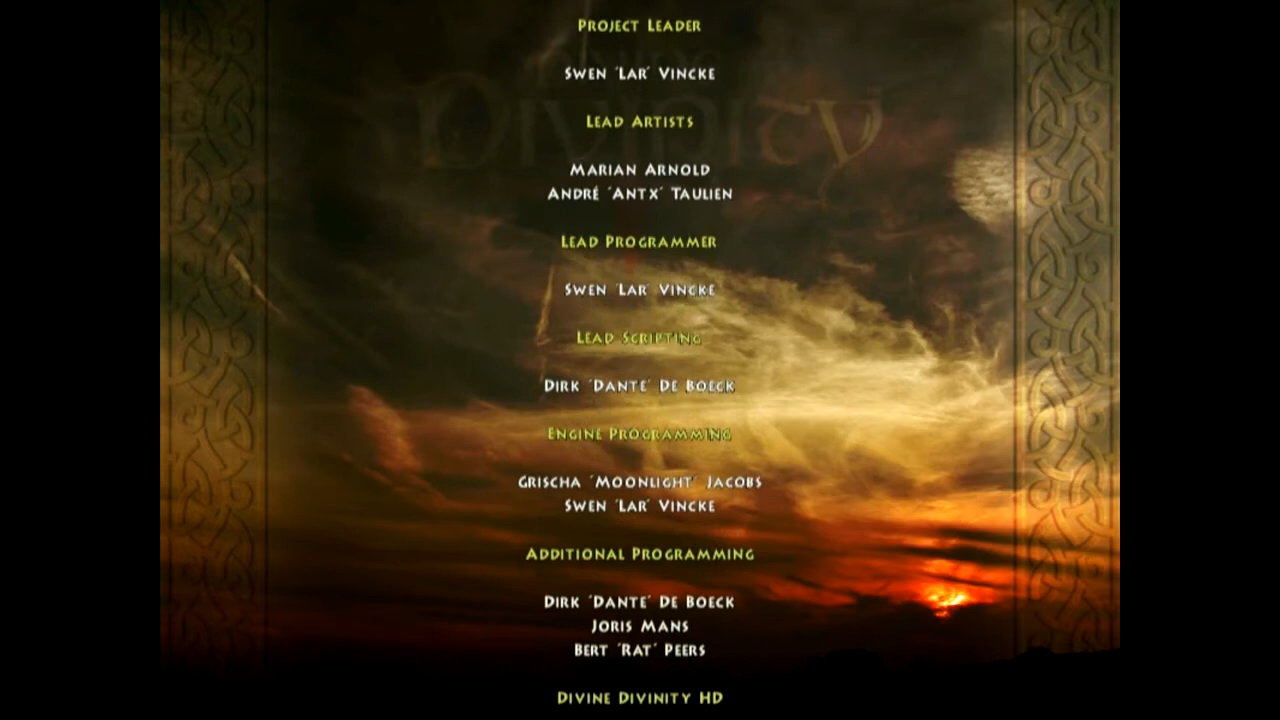 Project Leader
Swen 'Lar' Vincke
Divinity
Lead Artists
Marian Arnold
André 'Antx' Taulien
Lead Programmer
Swen 'Lar' Vincke
Lead Scripting
Dirk 'Dante' De Boeck
Engine Programming
Grischa 'Moonlight' Jacobs
Swen 'Lar' Vincke
Additional Programming
Dirk 'Dante' De Boeck
Joris Mans
Bert 'Rat' Peers
Divine Divinity HD